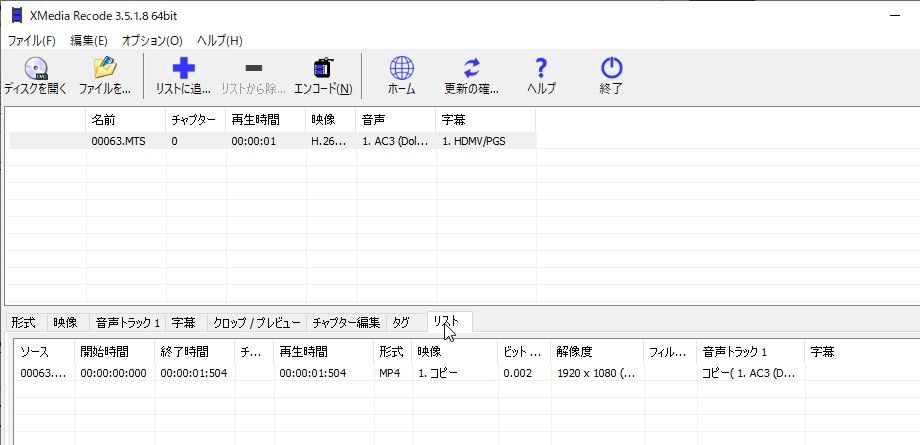 XMedia Recode 3.5.1.8 64bit
ファイル(F) 編集(E) オプション(O) ヘルプ(H)
ディスクを開く ファイルを... リストに追... リストから除... エンコード(N) ホーム 更新の確... ヘルプ 終了
名前 チャプター 再生時間 映像 音声 字幕
00063.MTS 0 00:00:01 H.26... 1. AC3 (Dol... 1. HDMV/PGS
形式 映像 音声トラック 1 字幕 クロップ / プレビュー チャプター編集 タグ リスト
ソース 開始時間 終了時間 チ... 再生時間 形式 映像 ビット ... 解像度 フィル... 音声トラック 1 字幕
00063.... 00:00:00:000 00:00:01:504 00:00:01:504 MP4 1. コピー 0.002 1920 x 1080 (... コピー( 1. AC3 (D...